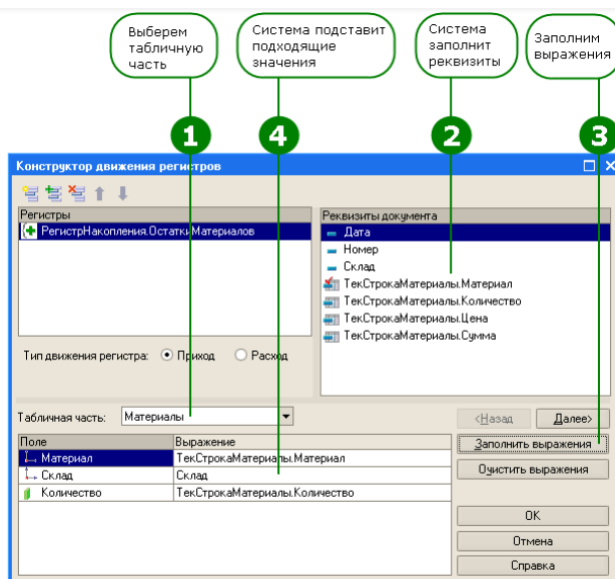 Выберем
табличную
часть
Система подставит
подходящие
значения
Система
заполнит
реквизиты
Заполним
выражения
1
4
2
3
Конструктор движения регистров
Регистры
РегистрНакопления.ОстаткиМатериалов
Реквизиты документа
Дата
Номер
Склад
ТекСтрокаМатериалы.Материал
ТекСтрокаМатериалы.Количество
ТекСтрокаМатериалы.Цена
ТекСтрокаМатериалы.Сумма
Тип движения регистра: Приход Расход
Табличная часть: Материалы
<Назад Далее>
Поле Выражение
Материал ТекСтрокаМатериалы.Материал
Склад Склад
Количество ТекСтрокаМатериалы.Количество
Заполнить выражения
Очистить выражения
OK
Отмена
Справка